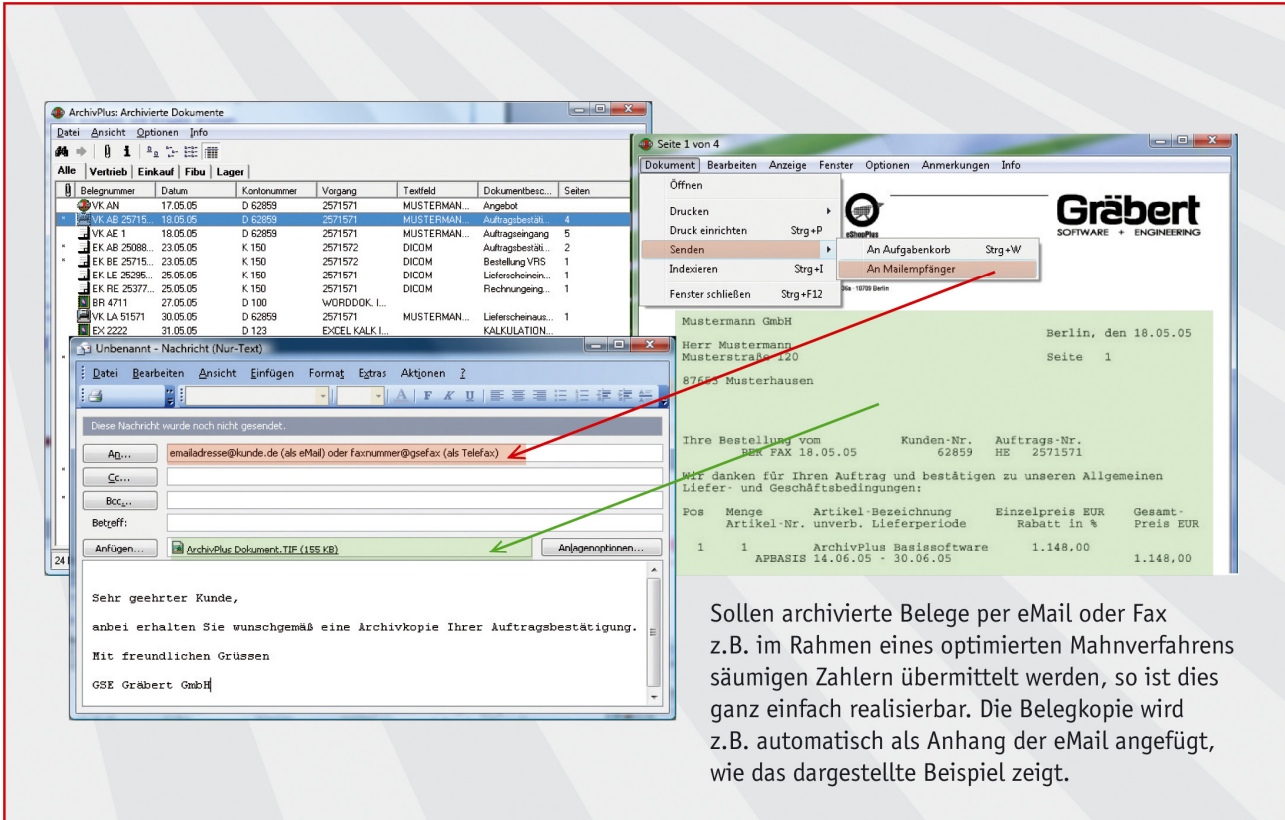 ArchivPlus: Archivierte Dokumente
Datei Ansicht Optionen Info
Alle Vertrieb Einkauf Fibu Lager
Belegnummer Datum Kontonummer Vorgang Textfeld Dokumentbesc... Seiten
VK AN 17.05.05 D 62859 2571571 MUSTERMAN... Angebot
VK AB 25715... 18.05.05 D 62859 2571571 MUSTERMAN... Auftragsbestäti... 4
VK AE 1 18.05.05 D 62859 2571571 MUSTERMAN... Auftragseingang 5
EK AB 25088... 23.05.05 K 150 2571572 DICOM Auftragsbestäti... 2
EK BE 25715... 23.05.05 K 150 2571572 DICOM Bestellung VRS 1
EK LE 25295... 25.05.05 K 150 2571571 DICOM Lieferscheinein... 1
EK RE 25377... 25.05.05 K 150 2571571 DICOM Rechnungeing... 1
BR 4711 27.05.05 D 100 WORDDOK. I...
VK LA 51571 30.05.05 D 62859 2571571 MUSTERMAN... Lieferscheinaus... 1
EX 2222 31.05.05 D 123 EXCEL KALK I... KALKULATION...
24
Seite 1 von 4
Dokument Bearbeiten Anzeige Fenster Optionen Anmerkungen Info
Öffnen
Drucken
Druck einrichten Strg+P
Senden
Indexieren Strg+I
Fenster schließen Strg+F12
An Aufgabenkorb Strg+W
An Mailempfänger
eShopPlus
Gräbert
SOFTWARE + ENGINEERING
10709 Berlin
Mustermann GmbH
Berlin, den 18.05.05
Herr Mustermann
Musterstraße 120
Seite 1
87653 Musterhausen
Ihre Bestellung vom Kunden-Nr. Auftrags-Nr.
PER FAX 18.05.05 62859 HE 2571571
Wir danken für Ihren Auftrag und bestätigen zu unseren Allgemeinen
Liefer- und Geschäftsbedingungen:
Pos Menge Artikel-Bezeichnung Einzelpreis EUR Gesamt-
Artikel-Nr. unverb. Lieferperiode Rabatt in % Preis EUR
1 1 ArchivPlus Basissoftware 1.148,00
APBASIS 14.06.05 - 30.06.05 1.148,00
Unbenannt - Nachricht (Nur-Text)
Datei Bearbeiten Ansicht Einfügen Format Extras Aktionen ?
A F K U
Diese Nachricht wurde noch nicht gesendet.
An... emailadresse@kunde.de (als eMail) oder faxnummer@gsefax (als Telefax)
Cc...
Bcc...
Betreff:
Anfügen... ArchivPlus Dokument.TIF (155 KB) Anlagenoptionen...
Sehr geehrter Kunde,
anbei erhalten Sie wunschgemäß eine Archivkopie Ihrer Auftragsbestätigung.
Mit freundlichen Grüssen
GSE Gräbert GmbH
Sollen archivierte Belege per eMail oder Fax
z.B. im Rahmen eines optimierten Mahnverfahrens
säumigen Zahlern übermittelt werden, so ist dies
ganz einfach realisierbar. Die Belegkopie wird
z.B. automatisch als Anhang der eMail angefügt,
wie das dargestellte Beispiel zeigt.